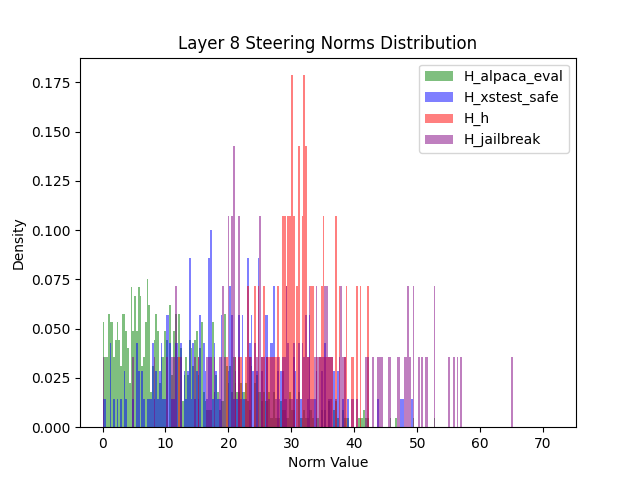 Layer 8 Steering Norms Distribution
H_alpaca_eval
H_xstest_safe
H_h
H_jailbreak
Density
0.175
0.150
0.125
0.100
0.075
0.050
0.025
0.000
0 10 20 30 40 50 60 70
Norm Value